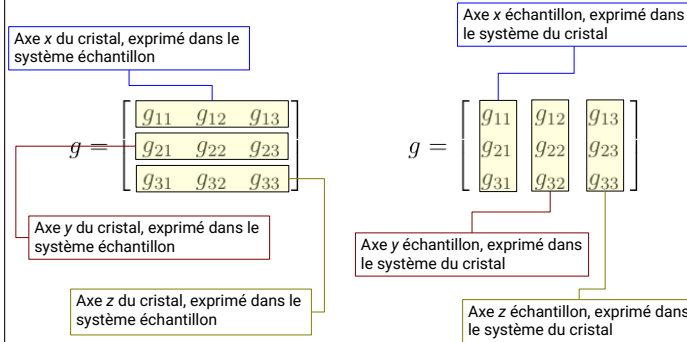 Axe x du cristal, exprimé dans le
système échantillon
g = [ g11 g12 g13
g21 g22 g23
g31 g32 g33 ]
Axe y du cristal, exprimé dans le
système échantillon
Axe z du cristal, exprimé dans le
système échantillon
Axe x échantillon, exprimé dans
le système du cristal
g = [ g11 g12 g13
g21 g22 g23
g31 g32 g33 ]
Axe y échantillon, exprimé dans
le système du cristal
Axe z échantillon, exprimé dans
le système du cristal